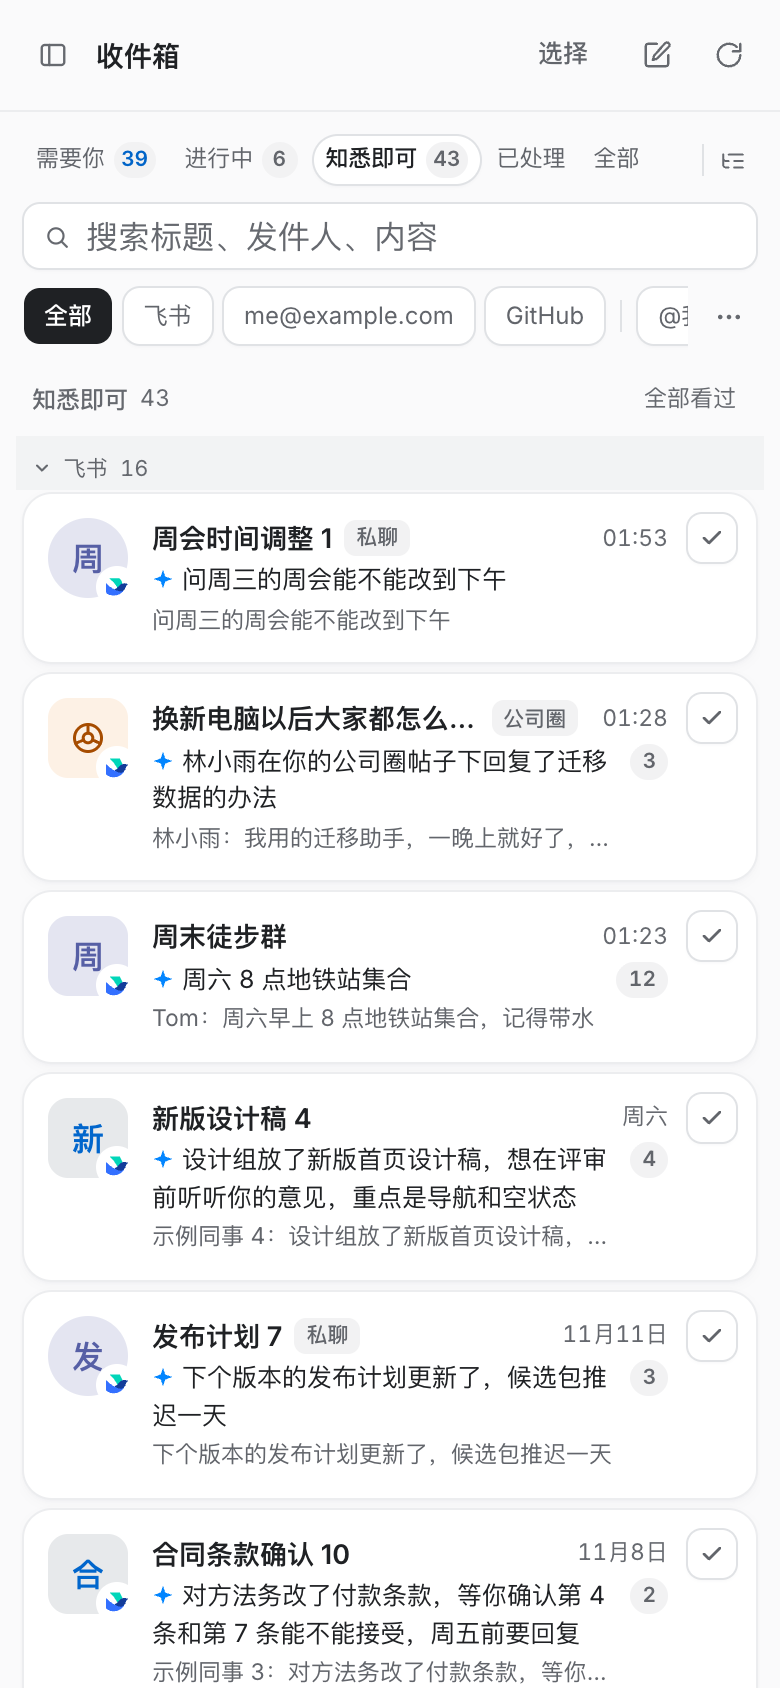 收件箱
选择
需要你 39 进行中 6 知悉即可 43 已处理 全部
搜索标题、发件人、内容
全部 飞书 me@example.com GitHub @
知悉即可 43 全部看过
飞书 16
周
周会时间调整 1 私聊 01:53
问周三的周会能不能改到下午
问周三的周会能不能改到下午
换新电脑以后大家都怎么... 公司圈 01:28
林小雨在你的公司圈帖子下回复了迁移 3
数据的办法
林小雨：我用的迁移助手，一晚上就好了，...
周
周末徒步群 01:23
周六 8 点地铁站集合 12
Tom：周六早上 8 点地铁站集合，记得带水
新
新版设计稿 4 周六
设计组放了新版首页设计稿，想在评审 4
前听听你的意见，重点是导航和空状态
示例同事 4：设计组放了新版首页设计稿，...
发
发布计划 7 私聊 11月11日
下个版本的发布计划更新了，候选包推 3
迟一天
下个版本的发布计划更新了，候选包推迟一天
合
合同条款确认 10 11月8日
对方法务改了付款条款，等你确认第 4 2
条和第 7 条能不能接受，周五前要回复
示例同事 3：对方法务改了付款条款，等你...